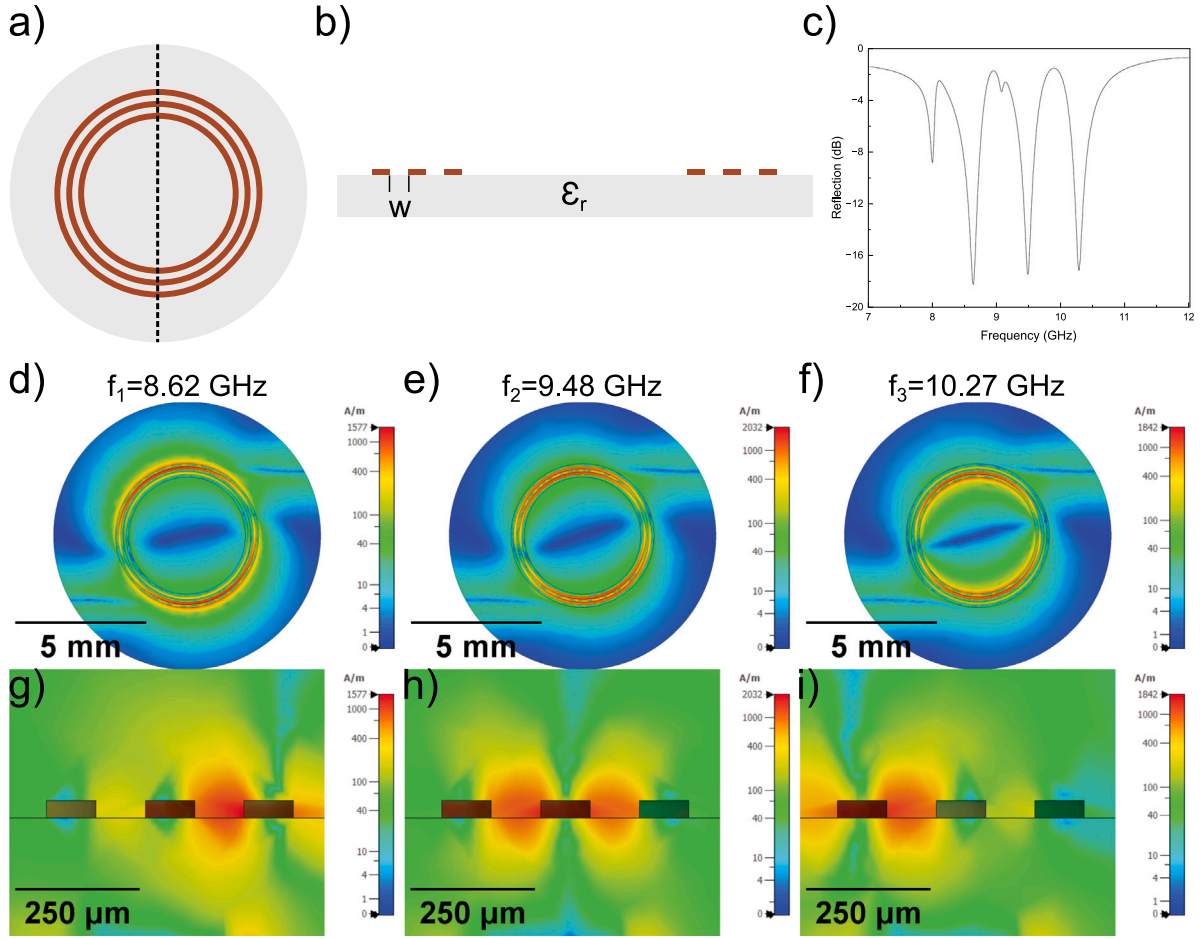 a)
b)
c)
w
εr
0
−4
−8
−12
−16
−20
Reflection (dB)
7
8
9
10
11
12
Frequency (GHz)
d)
f1=8.62 GHz
e)
f2=9.48 GHz
f)
f3=10.27 GHz
A/m
1577
1000
400
100
40
10
4
1
0
5 mm
A/m
2032
1000
400
100
40
10
4
1
0
5 mm
A/m
1842
1000
400
100
40
10
4
1
0
5 mm
g)
A/m
1577
1000
400
100
40
10
4
0
250 µm
h)
A/m
2032
1000
400
100
40
10
4
0
250 µm
i)
A/m
1842
1000
400
100
40
10
4
0
250 µm